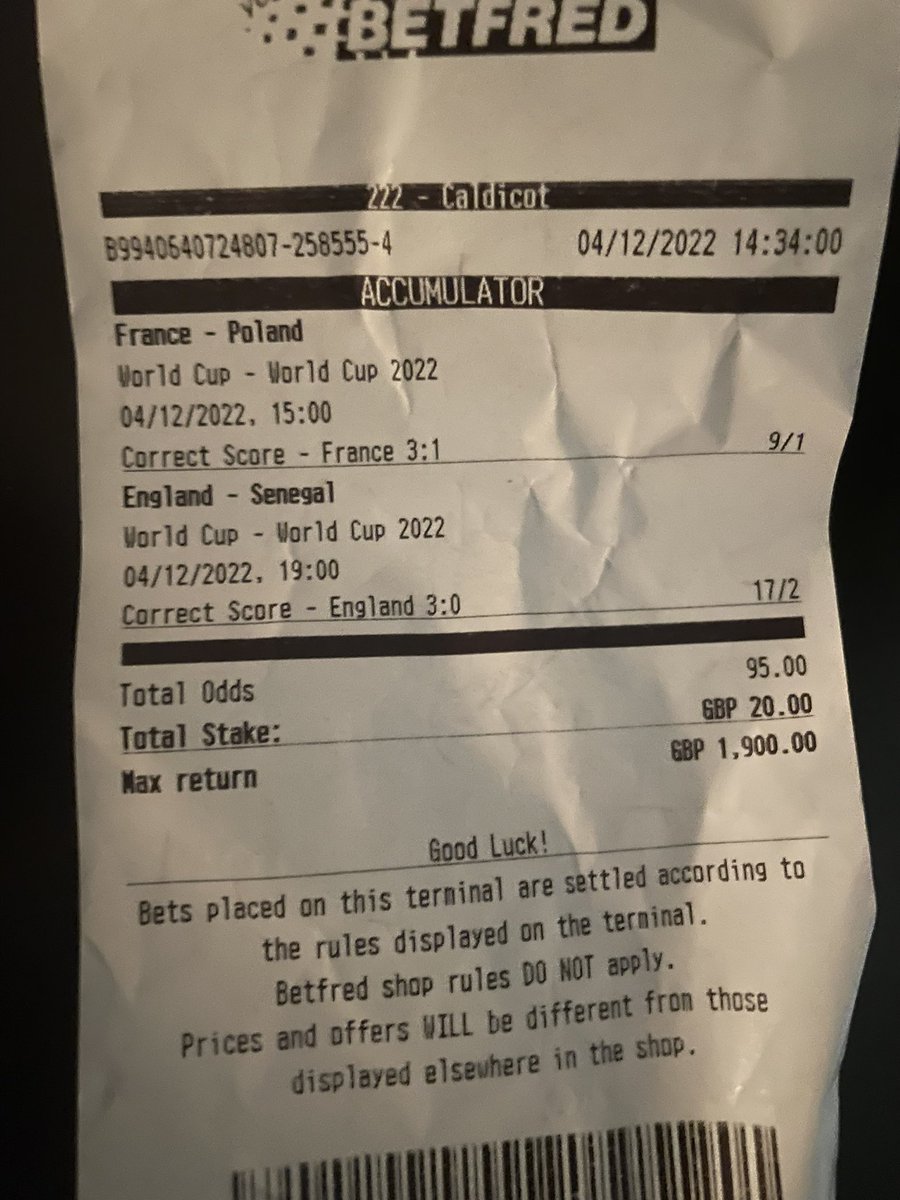 BETFRED
222 - Caldicot
B9940640724807-258555-4 04/12/2022 14:34:00
ACCUMULATOR
France - Poland
World Cup - World Cup 2022
04/12/2022, 15:00
Correct Score - France 3:1 9/1
England - Senegal
World Cup - World Cup 2022
04/12/2022, 19:00
Correct Score - England 3:0 17/2
Total Odds 95.00
Total Stake: GBP 20.00
Max return GBP 1,900.00
Good Luck!
Bets placed on this terminal are settled according to
the rules displayed on the terminal.
Betfred shop rules DO NOT apply.
Prices and offers WILL be different from those
displayed elsewhere in the shop.